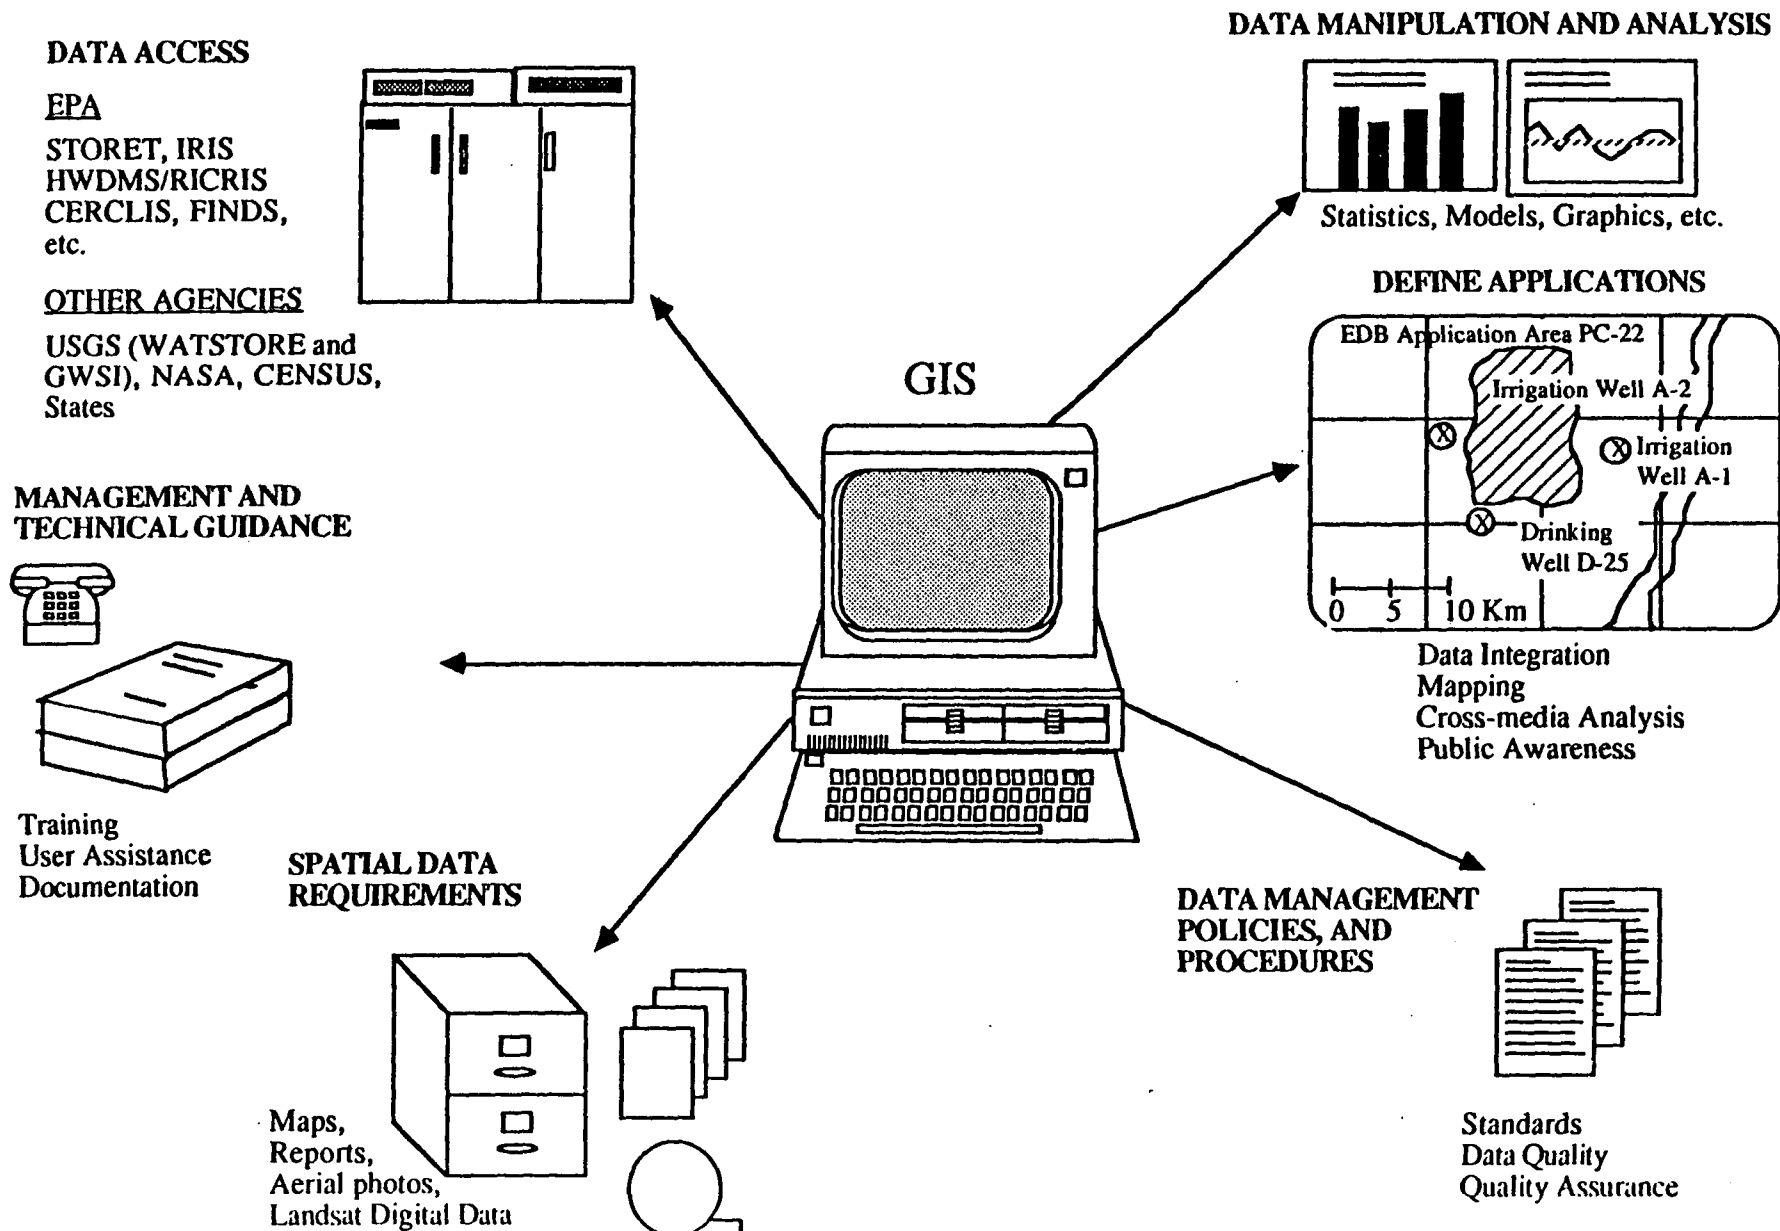 DATA ACCESS
EPA
STORET, IRIS
HWDMS/RICRIS
CERCLIS, FINDS,
etc.
OTHER AGENCIES
USGS (WATSTORE and
GWSI), NASA, CENSUS,
States
MANAGEMENT AND
TECHNICAL GUIDANCE
Training
User Assistance
Documentation
SPATIAL DATA
REQUIREMENTS
Maps,
Reports,
Aerial photos,
Landsat Digital Data
GIS
DATA MANIPULATION AND ANALYSIS
Statistics, Models, Graphics, etc.
DEFINE APPLICATIONS
EDB Application Area PC-22
Irrigation Well A-2
X
X Irrigation
Well A-1
X
Drinking
Well D-25
0 5 10 Km
Data Integration
Mapping
Cross-media Analysis
Public Awareness
DATA MANAGEMENT
POLICIES, AND
PROCEDURES
Standards
Data Quality
Quality Assurance